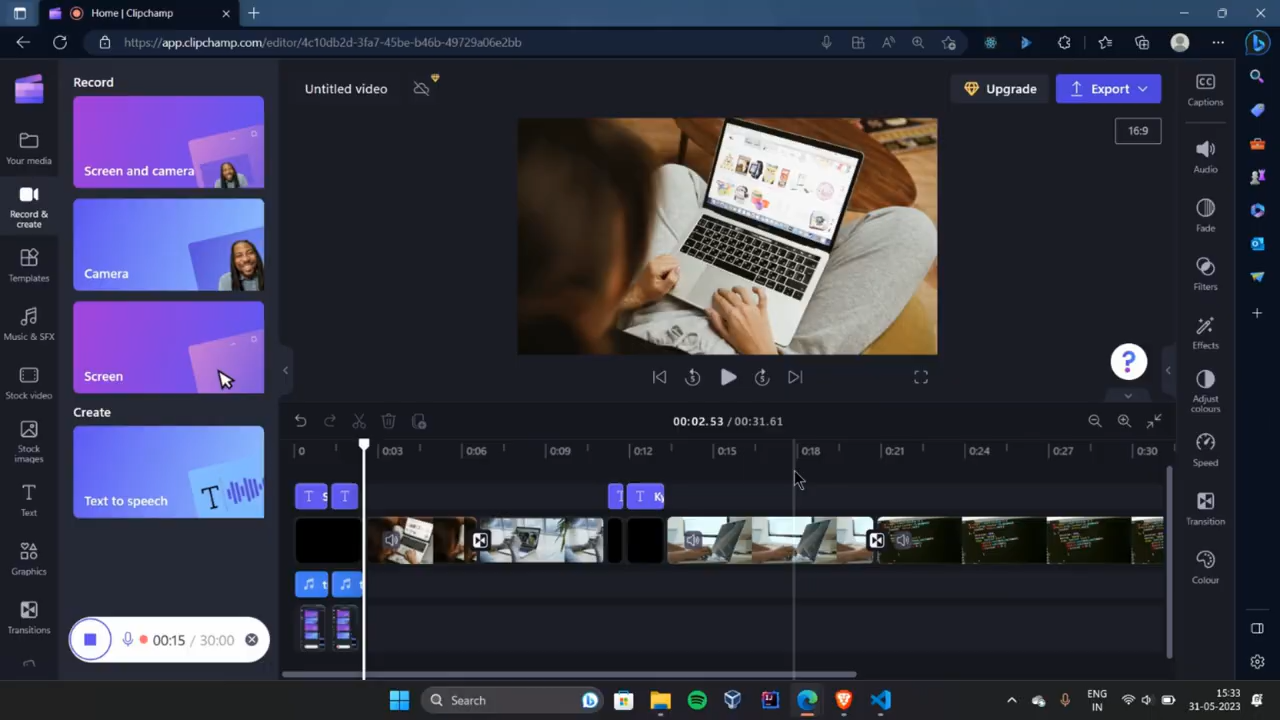 Home | Clipchamp
https://app.clipchamp.com/editor/4c10db2d-3fa7-45be-b46b-49729a06e2bb
Record
Screen and camera
Camera
Screen
Create
Text to speech
00:15 / 30:00
Your media
Record &
create
Templates
Music & SFX
Stock video
Stock
images
Text
Graphics
Transitions
Untitled video
Upgrade
Export
16:9
?
00:02.53 / 00:31.61
0 0:03 0:06 0:09 0:12 0:15 0:18 0:21 0:24 0:27 0:30
T S T T T Ky
CC
Captions
Audio
Fade
Filters
Effects
Adjust
colours
Speed
Transition
Colour
Search
ENG
IN
15:33
31-05-2023